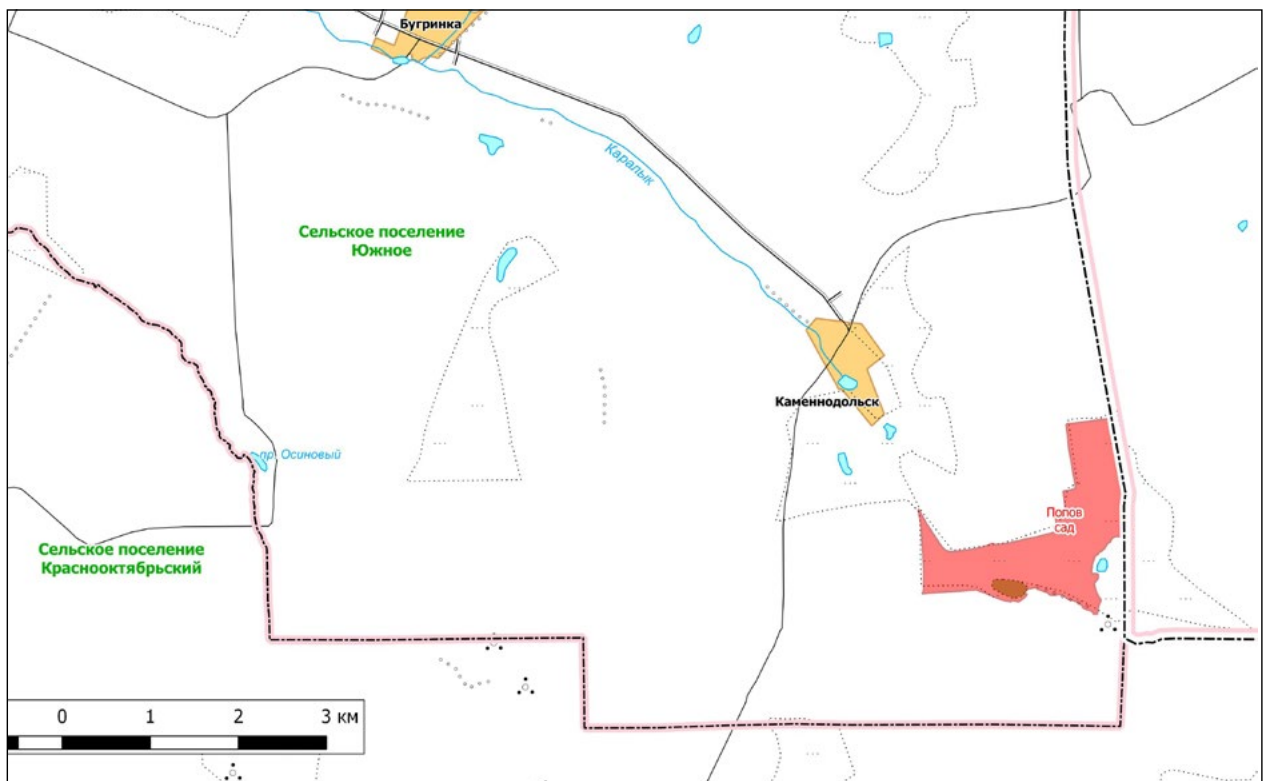 Бугринка
Каралык
Сельское поселение
Южное
Каменнодольск
пр. Осиновый
Попов
сад
Сельское поселение
Краснооктябрьский
0 1 2 3 км